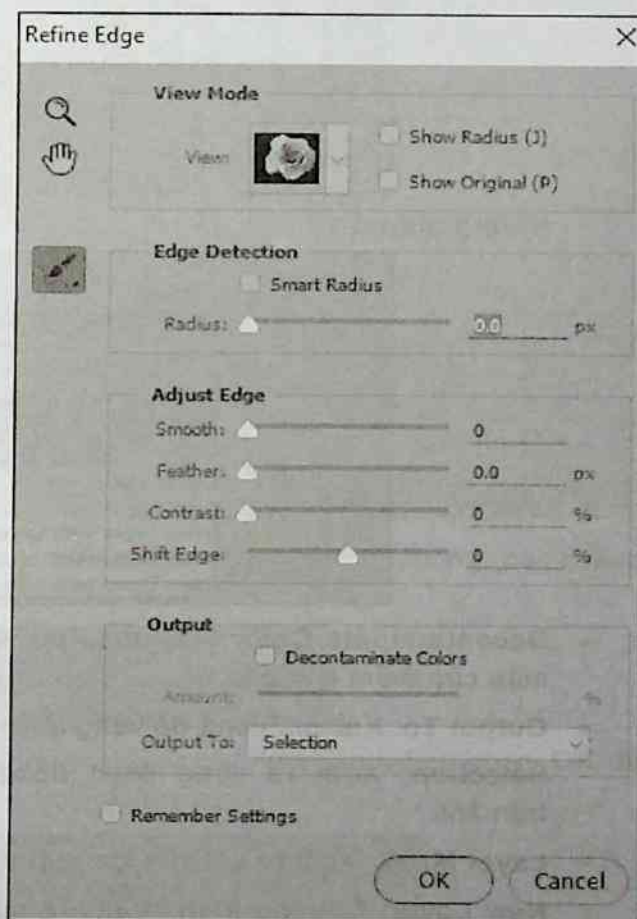 Refine Edge
View Mode
View:
Show Radius (J)
Show Original (P)
Edge Detection
Smart Radius
Radius: 0.0 px
Adjust Edge
Smooth: 0
Feather: 0.0 px
Contrast: 0 %
Shift Edge: 0 %
Output
Decontaminate Colors
Amount: %
Output To: Selection
Remember Settings
OK Cancel